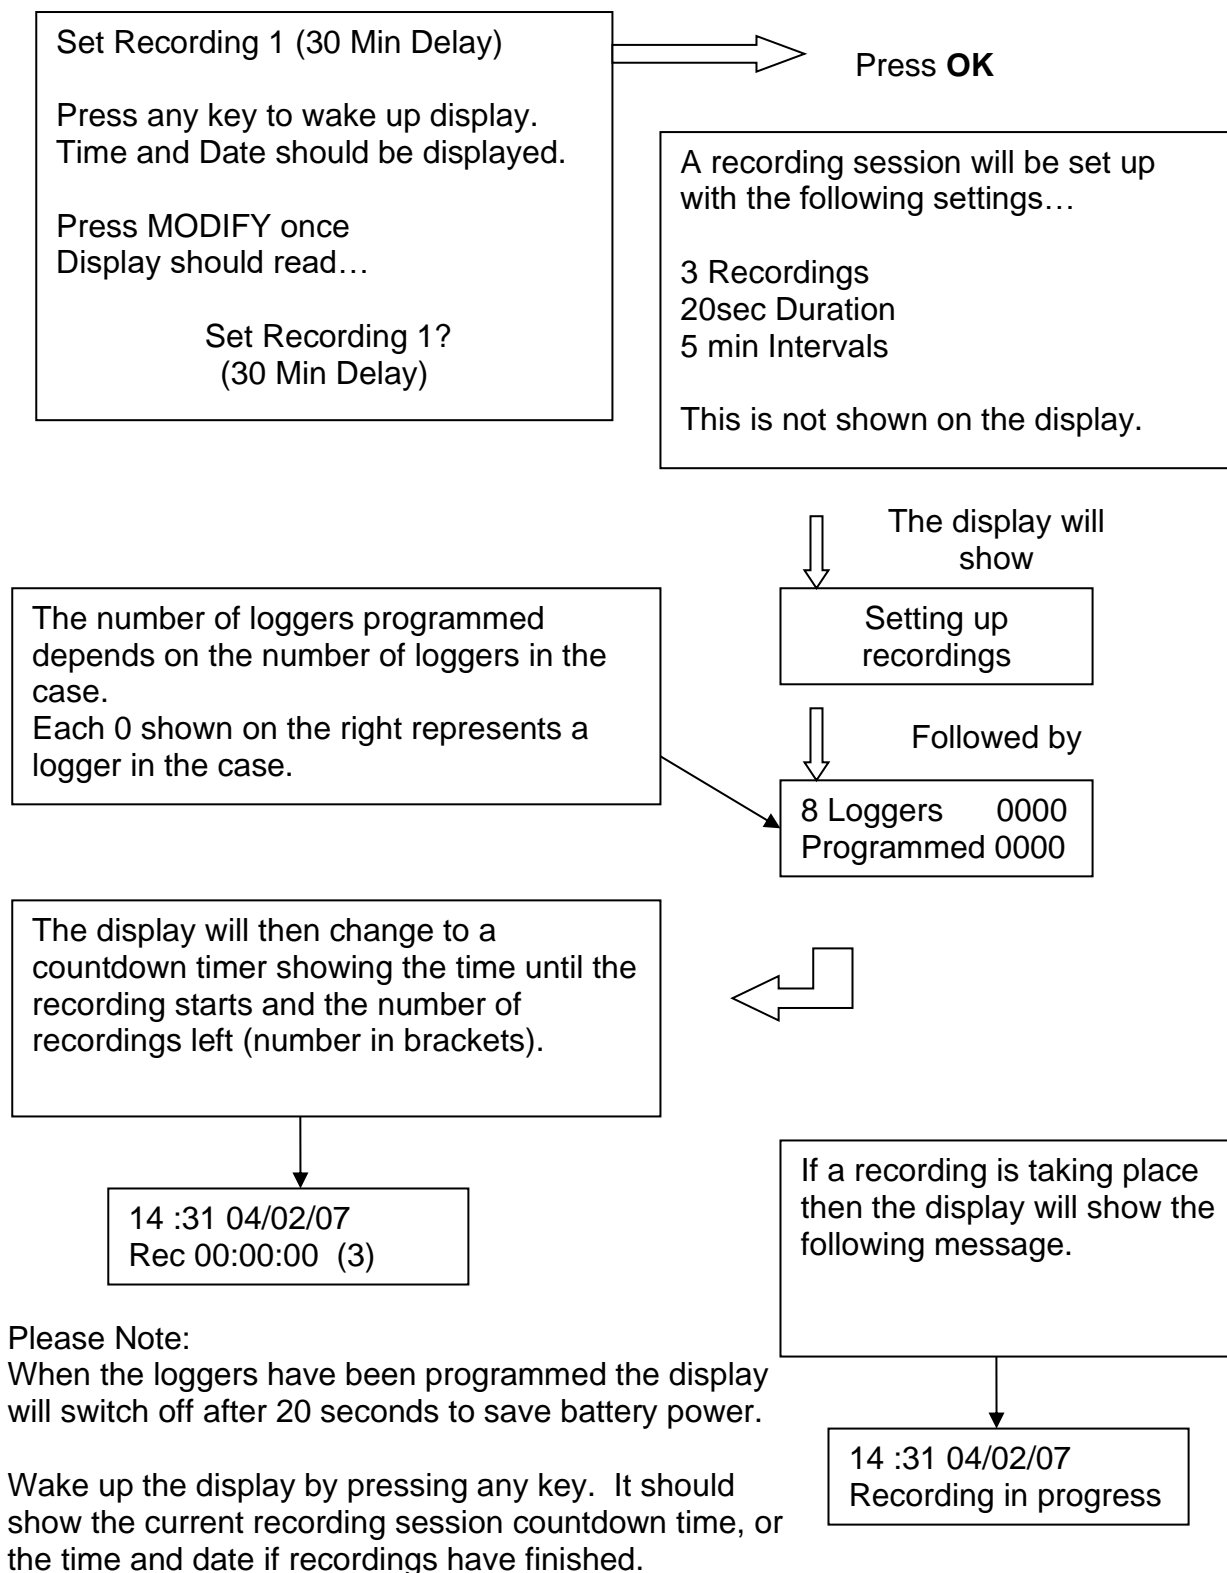 Set Recording 1 (30 Min Delay)
Press any key to wake up display.
Time and Date should be displayed.
Press MODIFY once
Display should read…
Set Recording 1?
(30 Min Delay)
Press OK
A recording session will be set up
with the following settings…
3 Recordings
20sec Duration
5 min Intervals
This is not shown on the display.
The display will
show
Setting up
recordings
The number of loggers programmed
depends on the number of loggers in the
case.
Each 0 shown on the right represents a
logger in the case.
Followed by
8 Loggers 0000
Programmed 0000
The display will then change to a
countdown timer showing the time until the
recording starts and the number of
recordings left (number in brackets).
14 :31 04/02/07
Rec 00:00:00 (3)
If a recording is taking place
then the display will show the
following message.
14 :31 04/02/07
Recording in progress
Please Note:
When the loggers have been programmed the display
will switch off after 20 seconds to save battery power.
Wake up the display by pressing any key. It should
show the current recording session countdown time, or
the time and date if recordings have finished.